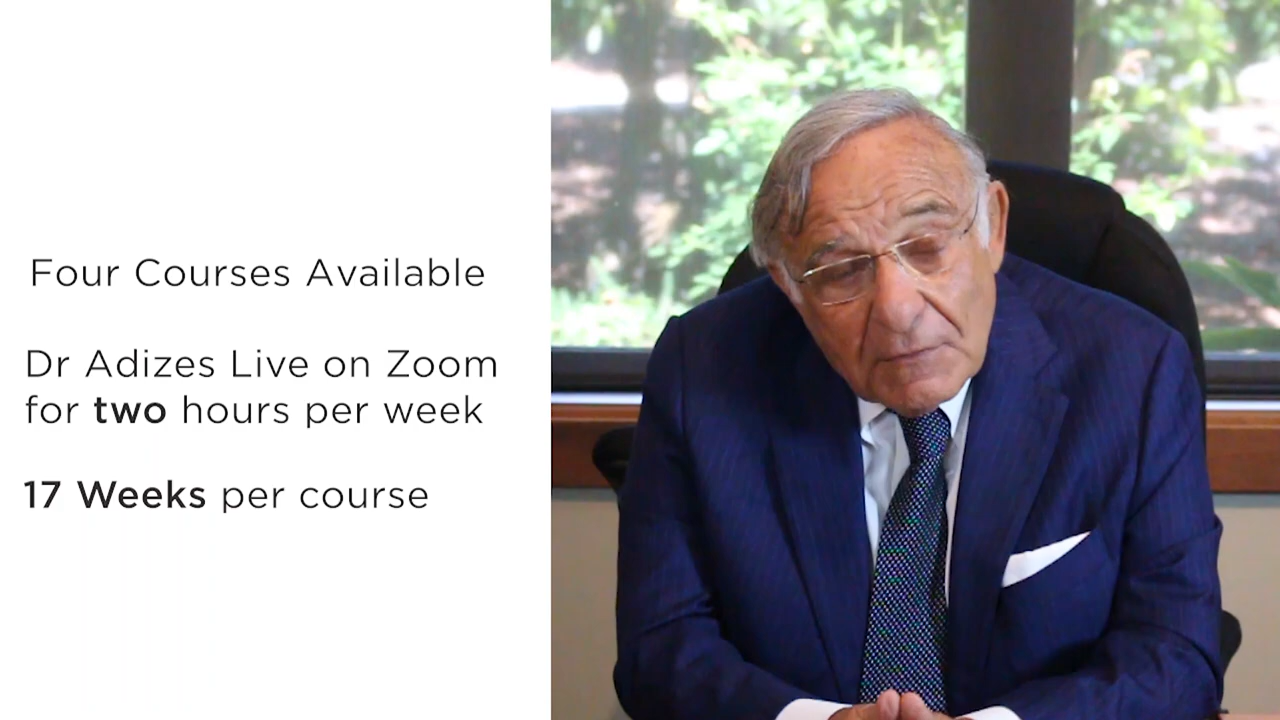 Four Courses Available
Dr Adizes Live on Zoom
for two hours per week
17 Weeks per course